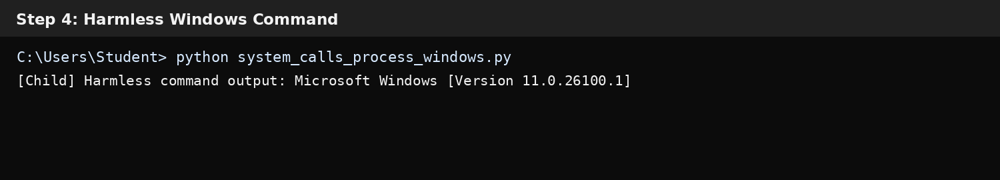 Step 4: Harmless Windows Command
C:\Users\Student> python system_calls_process_windows.py
[Child] Harmless command output: Microsoft Windows [Version 11.0.26100.1]